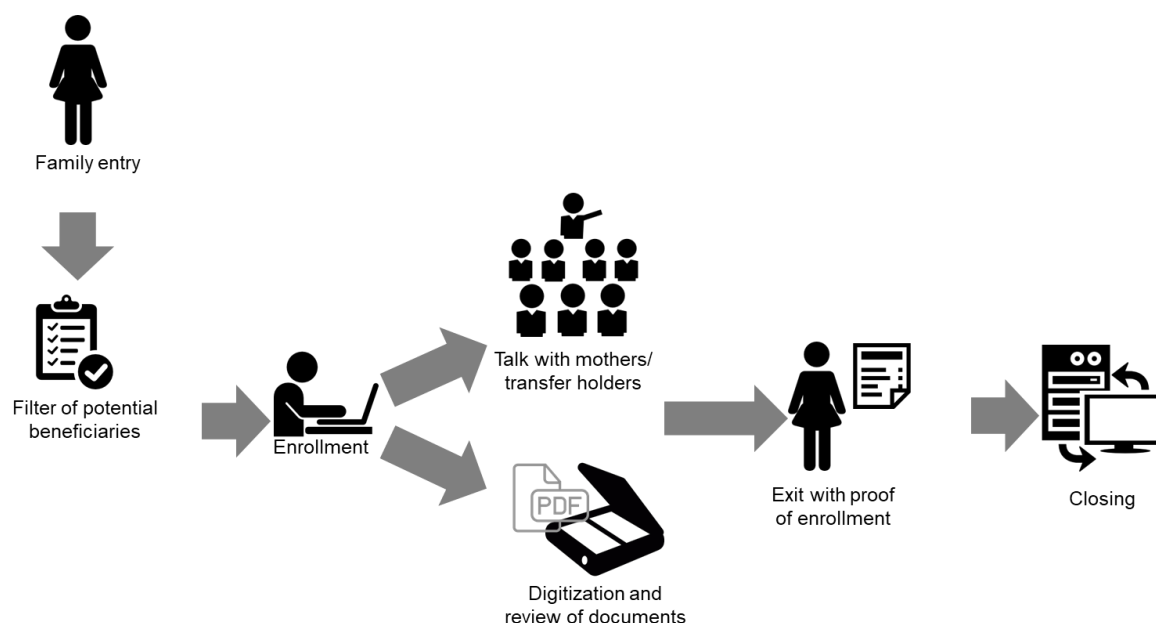 Family entry
Filter of potential
beneficiaries
Enrollment
Talk with mothers/
transfer holders
PDF
Digitization and
review of documents
Exit with proof
of enrollment
Closing